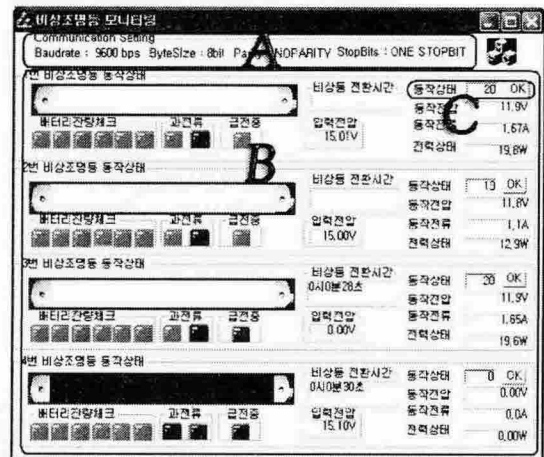 비상조명등 모니터링
Communication Setting
Baudrate : 9600 bps ByteSize : 8bit NOPARITY StopBits : ONE STOPBIT
A
1번 비상조명등 동작상태
비상등 전환시간
동작상태 20 OK
동작전압 11.9V
동작전류 1.67A
전력상태 19.8W
C
배터리잔량체크 과전류 급전중
입력전압
15.01V
B
2번 비상조명등 동작상태
비상등 전환시간
동작상태 13 OK
동작전압 11.8V
동작전류 1.1A
전력상태 12.9W
배터리잔량체크 과전류 급전중
입력전압
15.00V
3번 비상조명등 동작상태
비상등 전환시간
0시0분28초
동작상태 20 OK
동작전압 11.9V
동작전류 1.65A
전력상태 19.6W
배터리잔량체크 과전류 급전중
입력전압
0.00V
4번 비상조명등 동작상태
비상등 전환시간
0시0분30초
동작상태 0 OK
동작전압 0.00V
동작전류 0.0A
전력상태 0.00W
배터리잔량체크 과전류 급전중
입력전압
15.10V